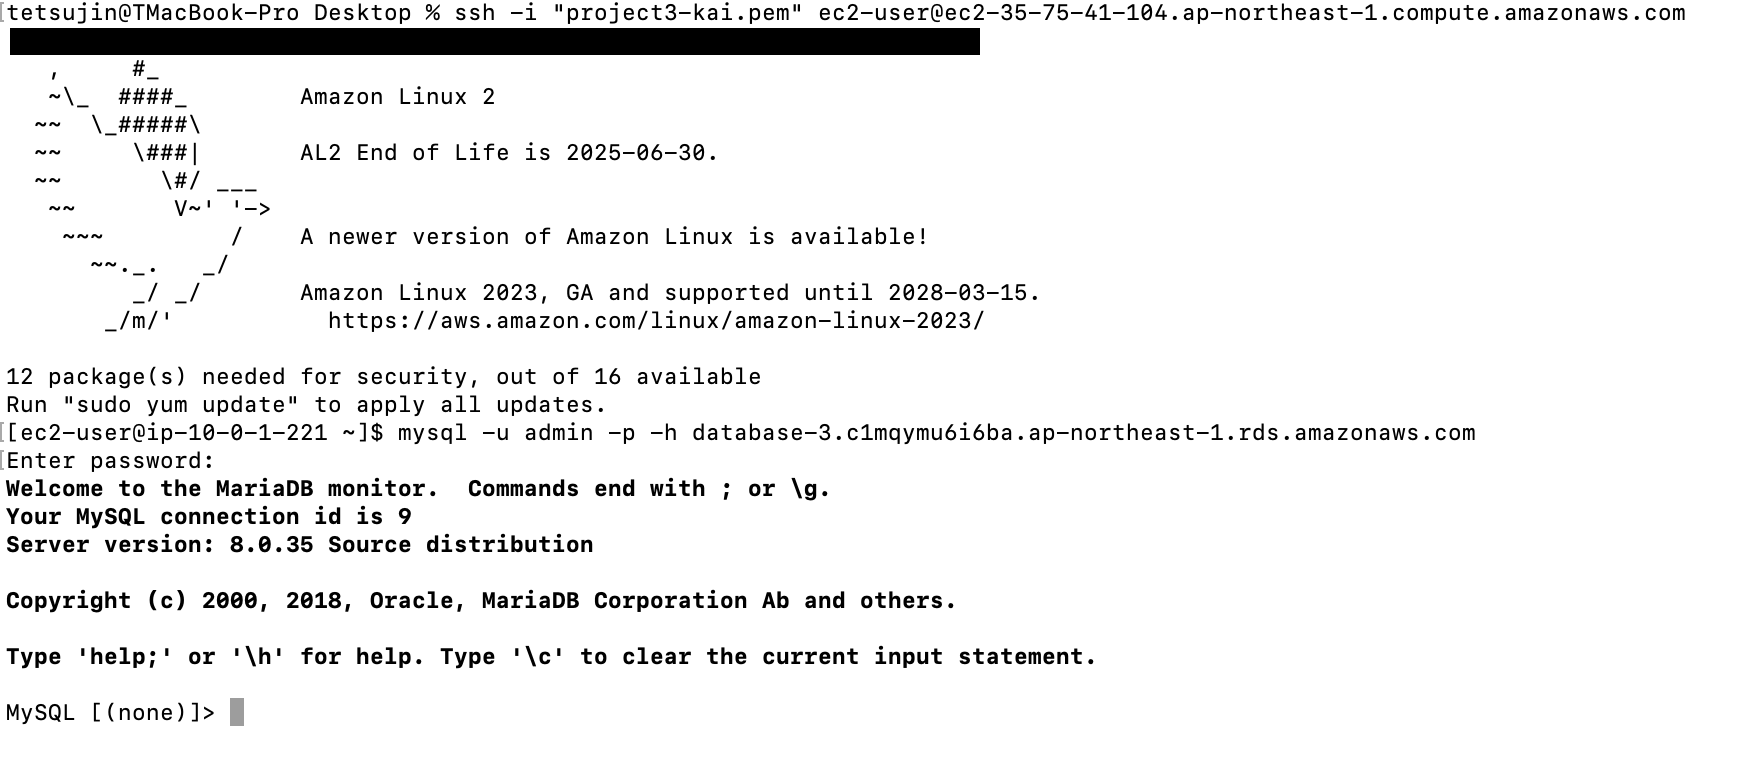 tetsujin@TMacBook-Pro Desktop % ssh -i "project3-kai.pem" ec2-user@ec2-35-75-41-104.ap-northeast-1.compute.amazonaws.com
   ,     #_
   ~\_  ####_        Amazon Linux 2
  ~~  \_#####\
  ~~     \###|       AL2 End of Life is 2025-06-30.
  ~~       \#/ ___
   ~~       V~' '->
    ~~~         /    A newer version of Amazon Linux is available!
      ~~._.   _/
         _/ _/       Amazon Linux 2023, GA and supported until 2028-03-15.
       _/m/'           https://aws.amazon.com/linux/amazon-linux-2023/
12 package(s) needed for security, out of 16 available
Run "sudo yum update" to apply all updates.
[ec2-user@ip-10-0-1-221 ~]$ mysql -u admin -p -h database-3.c1mqymu6i6ba.ap-northeast-1.rds.amazonaws.com
Enter password:
Welcome to the MariaDB monitor.  Commands end with ; or \g.
Your MySQL connection id is 9
Server version: 8.0.35 Source distribution
Copyright (c) 2000, 2018, Oracle, MariaDB Corporation Ab and others.
Type 'help;' or '\h' for help. Type '\c' to clear the current input statement.
MySQL [(none)]>